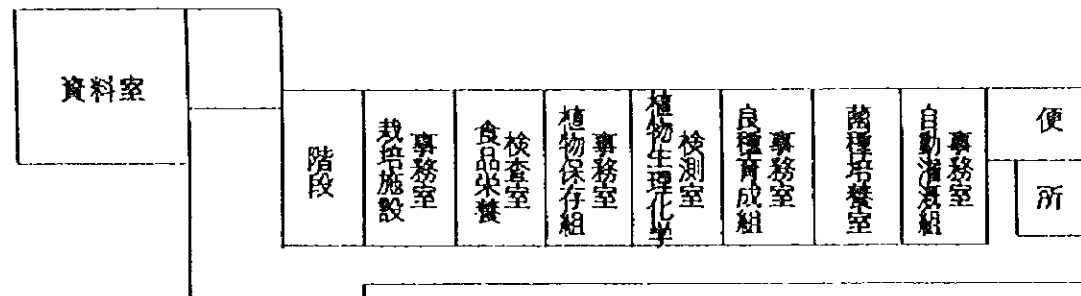 資料室
階段
栽培施設
事務室
食品栄養
検査室
植物保存組
事務室
植物生理化学
検測室
良種育成組
事務室
菌種培養室
自動潅漑組
事務室
便所